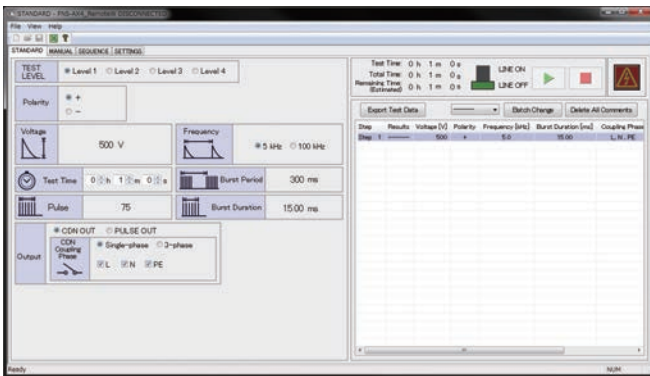 STANDARD - FNS-AX4_Remote® DISCONNECTED
File View Help
STANDARD MANUAL SEQUENCE SETTINGS
TEST LEVEL
Level 1 Level 2 Level 3 Level 4
Polarity
+
-
Voltage
500 V
Frequency
5 kHz 100 kHz
Test Time 0 h 1 m 0 s
Burst Period 300 ms
Pulse 75
Burst Duration 15.00 ms
Output
CDN OUT PULSE OUT
CDN Coupling Phase
Single-phase 3-phase
L N PE
Test Time: 0 h 1 m 0 s
Total Time: 0 h 1 m 0 s
Remaining Time: (Estimated) 0 h 1 m 0 s
LINE ON
LINE OFF
Export Test Data
Batch Change
Delete All Comments
Step Results Voltage [V] Polarity Frequency [kHz] Burst Duration [ms] Coupling Phase
Step 1 ------ 500 + 5.0 15.00 L, N, PE
Ready
NUM